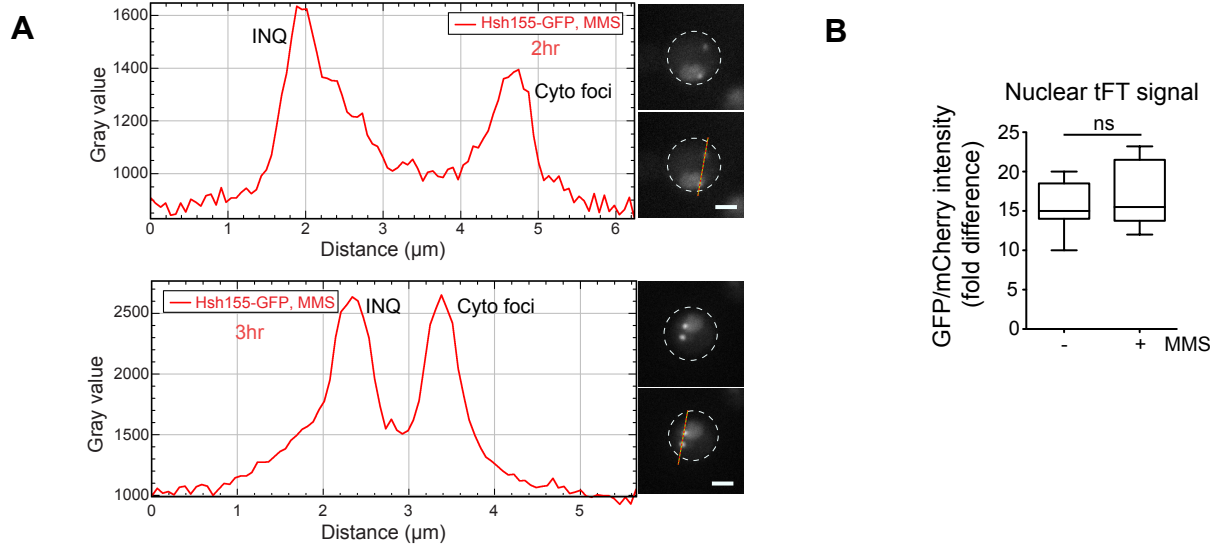 A
1600
1400
1200
1000
Gray value
INQ
Hsh155-GFP, MMS
2hr
Cyto foci
0 1 2 3 4 5 6
Distance (µm)
2500
2000
1500
1000
Gray value
Hsh155-GFP, MMS
3hr
INQ
Cyto foci
0 1 2 3 4 5
Distance (µm)
B
Nuclear tFT signal
ns
25
20
15
10
5
0
GFP/mCherry intensity
(fold difference)
- + MMS